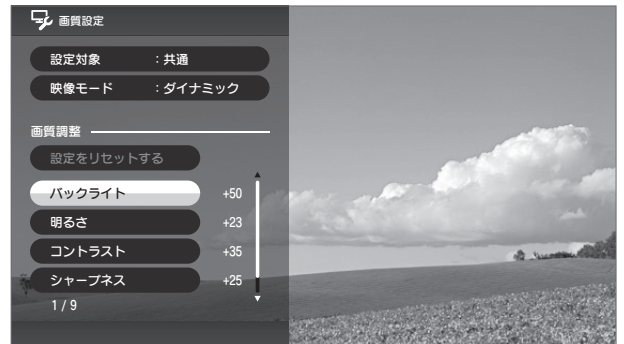 画質設定
設定対象 :共通
映像モード :ダイナミック
画質調整
設定をリセットする
バックライト +50
明るさ +23
コントラスト +35
シャープネス +25
1 / 9